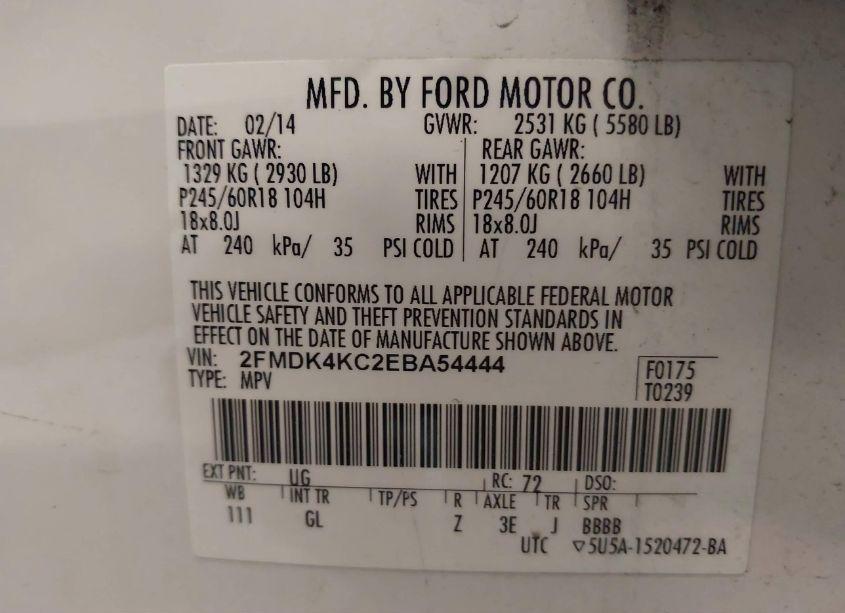 MFD. BY FORD MOTOR CO.
DATE: 02/14 GVWR: 2531 KG ( 5580 LB)
FRONT GAWR: REAR GAWR:
1329 KG ( 2930 LB) WITH 1207 KG ( 2660 LB) WITH
P245/60R18 104H TIRES P245/60R18 104H TIRES
18x8.0J RIMS 18x8.0J RIMS
AT 240 kPa/ 35 PSI COLD AT 240 kPa/ 35 PSI COLD
THIS VEHICLE CONFORMS TO ALL APPLICABLE FEDERAL MOTOR
VEHICLE SAFETY AND THEFT PREVENTION STANDARDS IN
EFFECT ON THE DATE OF MANUFACTURE SHOWN ABOVE.
VIN: 2FMDK4KC2EBA54444
TYPE: MPV
F0175
T0239
EXT PNT: UG RC: 72 DSO:
WB INT TR TP/PS R AXLE TR SPR
111 GL Z 3E J BBBB
UTC ▽5U5A-1520472-BA